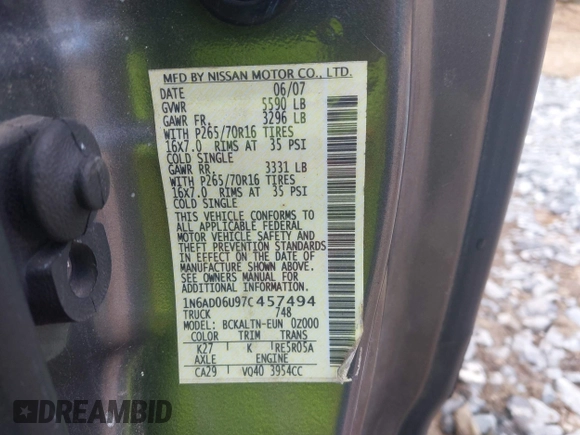 MFD BY NISSAN MOTOR CO., LTD.
DATE 06/07
GVWR 5590 LB
GAWR FR. 3296 LB
WITH P265/70R16 TIRES
16x7.0 RIMS AT 35 PSI
COLD SINGLE
GAWR RR. 3331 LB
WITH P265/70R16 TIRES
16x7.0 RIMS AT 35 PSI
COLD SINGLE
THIS VEHICLE CONFORMS TO
ALL APPLICABLE FEDERAL
MOTOR VEHICLE SAFETY AND
THEFT PREVENTION STANDARDS
IN EFFECT ON THE DATE OF
MANUFACTURE SHOWN ABOVE.
SEE OWNERS MANUAL FOR
ADDITIONAL INFORMATION.
1N6AD06U97C457494
TRUCK 748
MODEL: BCKALTN-EUN 0Z000
COLOR TRIM TRANS
K27 K RE5R05A
AXLE ENGINE
CA29 VQ40 3954CC
DREAMBID